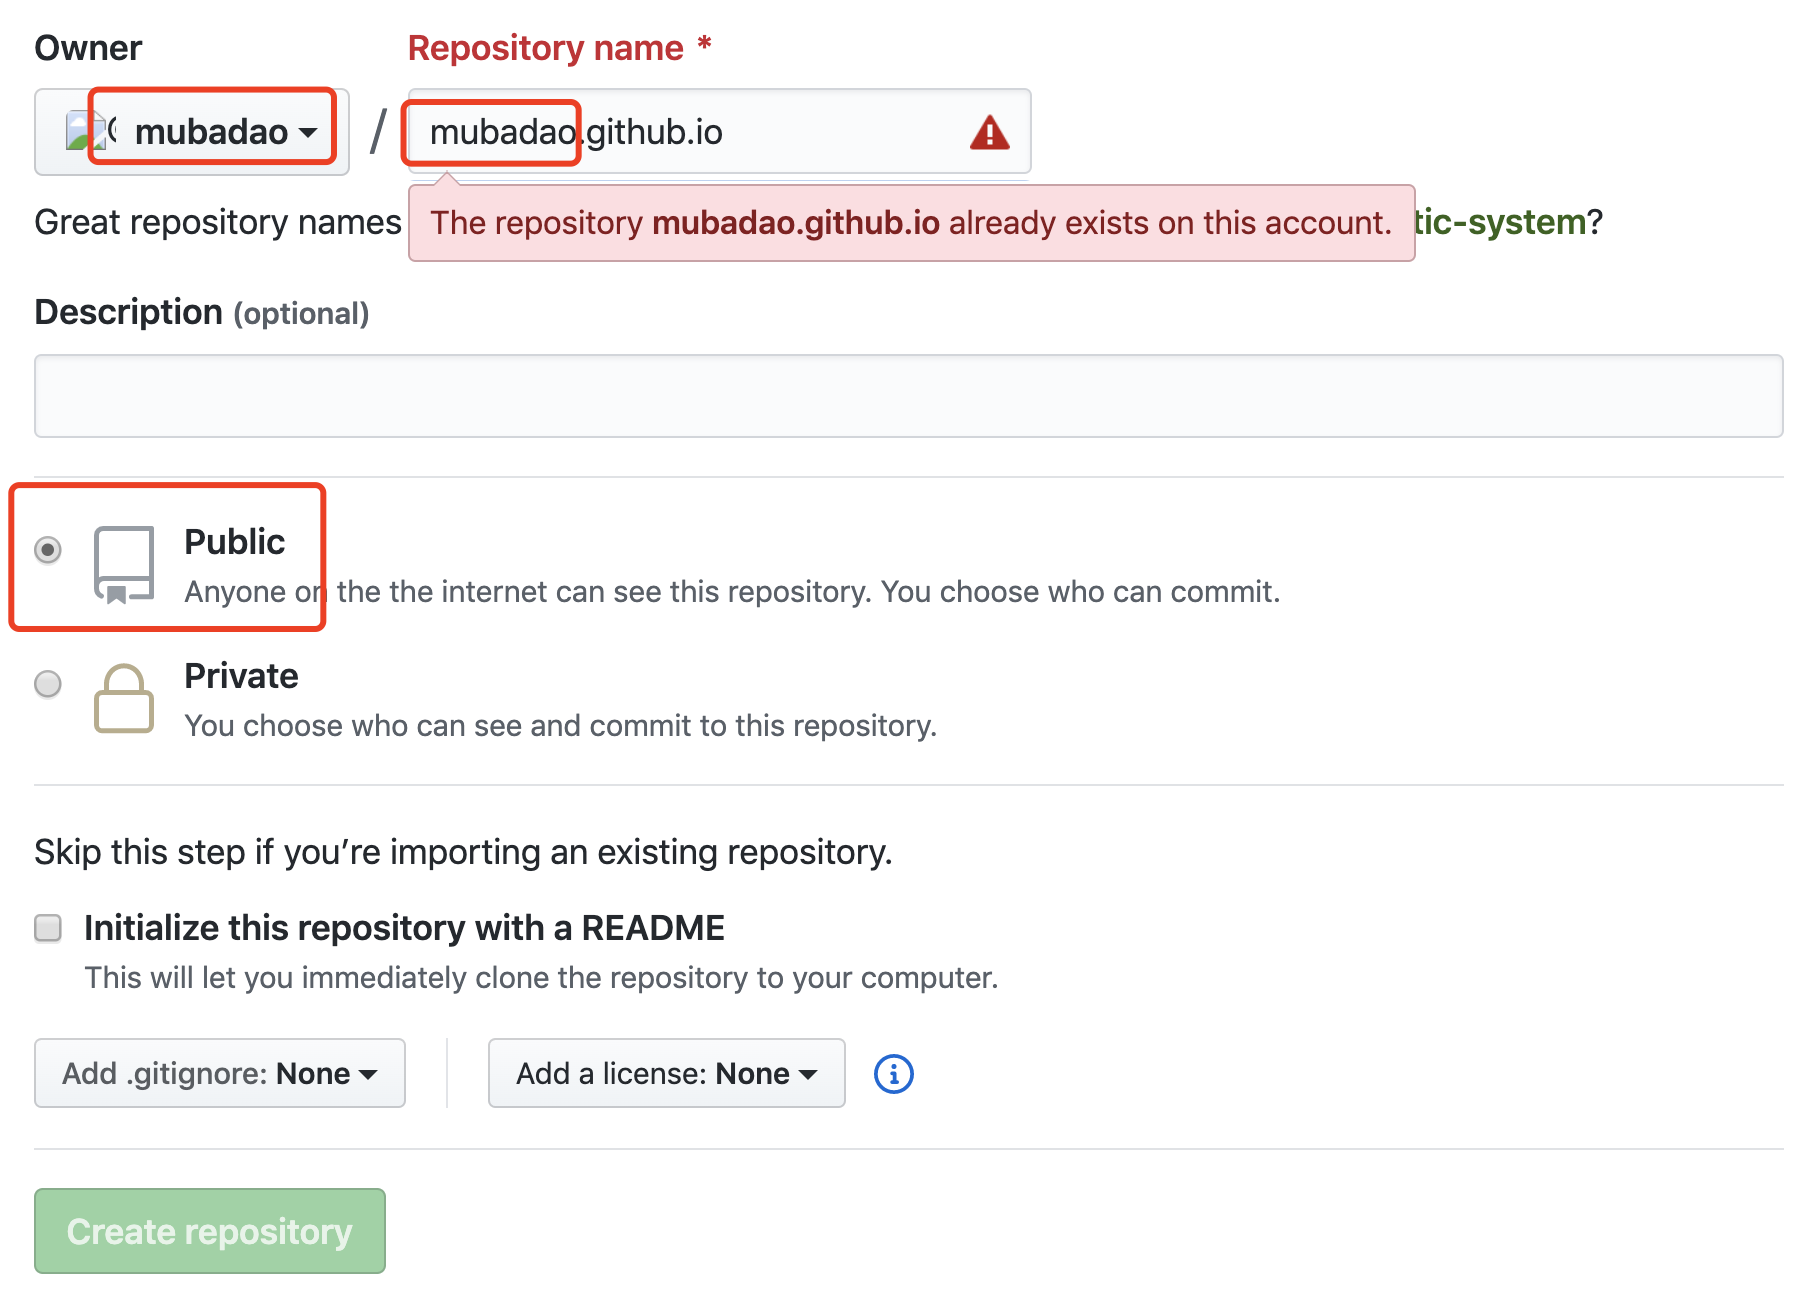 Owner Repository name *
mubadao / mubadao.github.io
Great repository names The repository mubadao.github.io already exists on this account. tic-system?
Description (optional)
Public
Anyone on the the internet can see this repository. You choose who can commit.
Private
You choose who can see and commit to this repository.
Skip this step if you’re importing an existing repository.
Initialize this repository with a README
This will let you immediately clone the repository to your computer.
Add .gitignore: None Add a license: None
Create repository